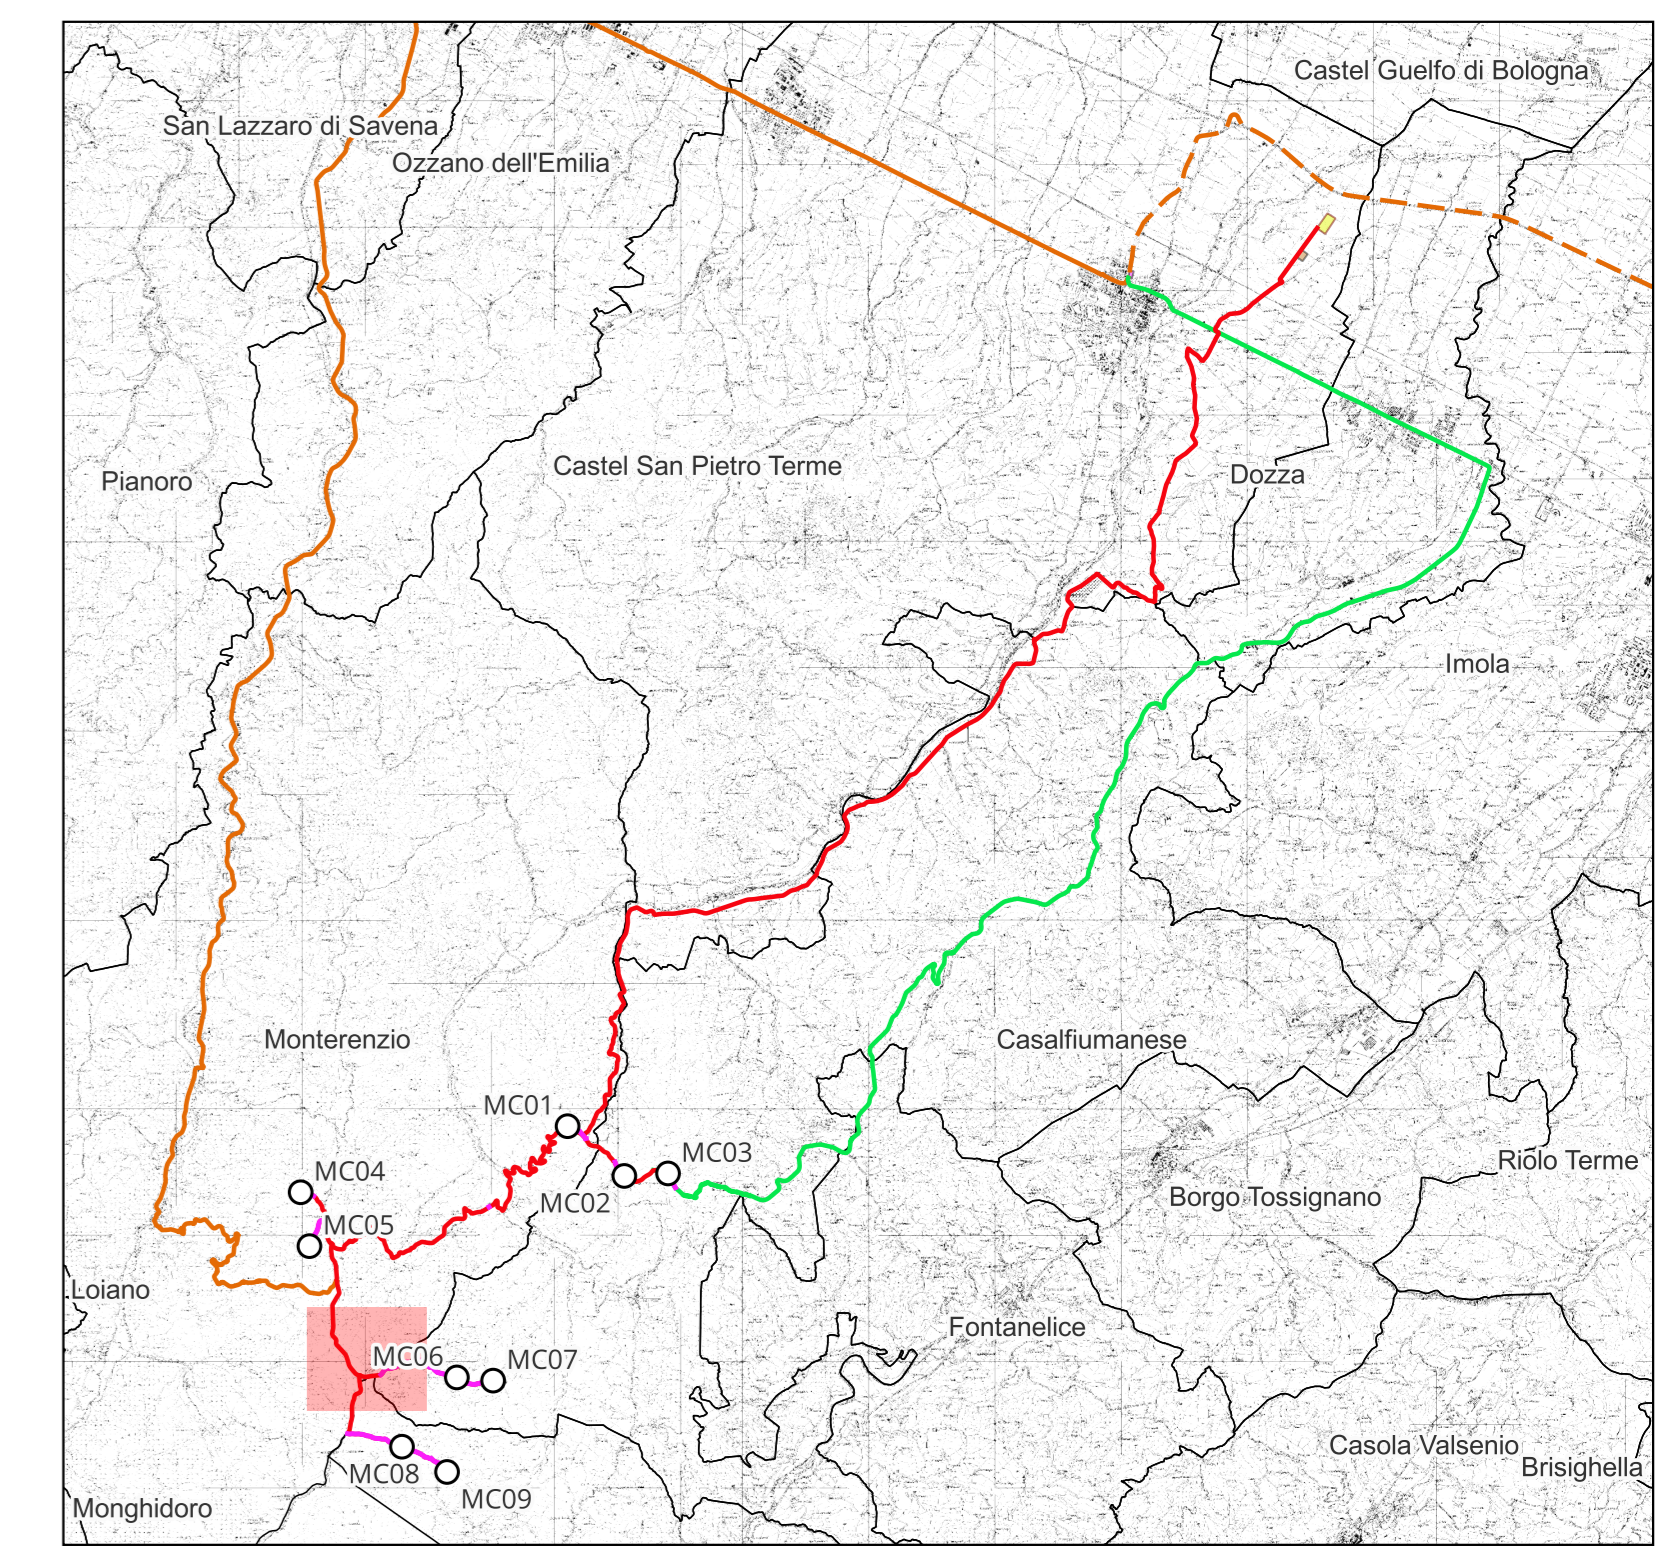 Castel Guelfo di Bologna
San Lazzaro di Savena
Ozzano dell'Emilia
Castel San Pietro Terme
Dozza
Pianoro
Imola
Monterenzio
Casalfiumanese
MC01
MC03
MC04
Riolo Terme
MC02
Borgo Tossignano
MC05
Loiano
Fontanelice
MC06
MC07
Casola Valsenio
Brisighella
MC08
MC09
Monghidoro